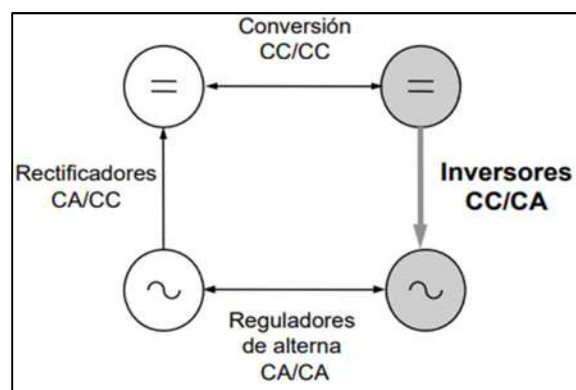 Conversión
CC/CC
=
=
Rectificadores
CA/CC
Inversores
CC/CA
Reguladores
de alterna
CA/CA